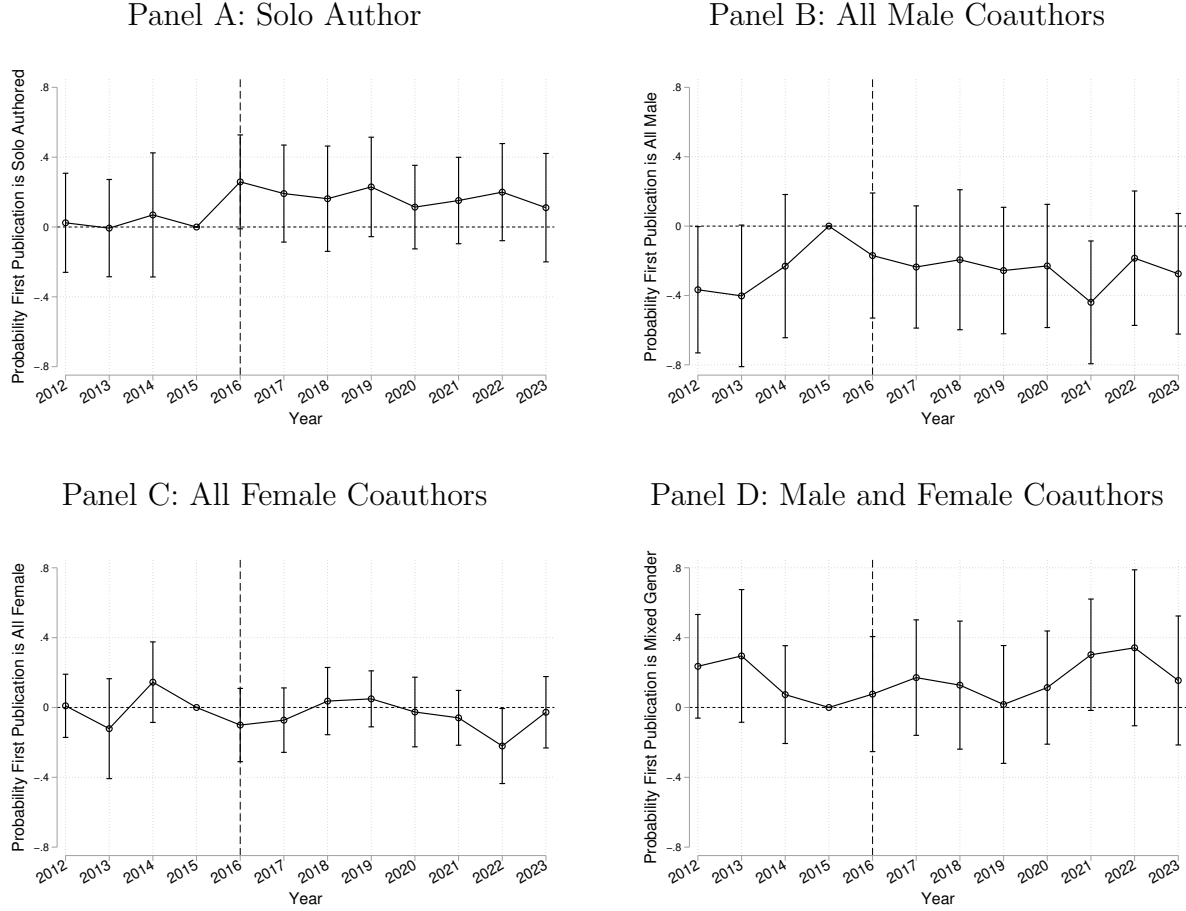 Panel A: Solo Author
Probability First Publication is Solo Authored
.8
.4
0
-.4
-.8
2012 2013 2014 2015 2016 2017 2018 2019 2020 2021 2022 2023
Year
Panel B: All Male Coauthors
Probability First Publication is All Male
.8
.4
0
-.4
-.8
2012 2013 2014 2015 2016 2017 2018 2019 2020 2021 2022 2023
Year
Panel C: All Female Coauthors
Probability First Publication is All Female
.8
.4
0
-.4
-.8
2012 2013 2014 2015 2016 2017 2018 2019 2020 2021 2022 2023
Year
Panel D: Male and Female Coauthors
Probability First Publication is Mixed Gender
.8
.4
0
-.4
-.8
2012 2013 2014 2015 2016 2017 2018 2019 2020 2021 2022 2023
Year